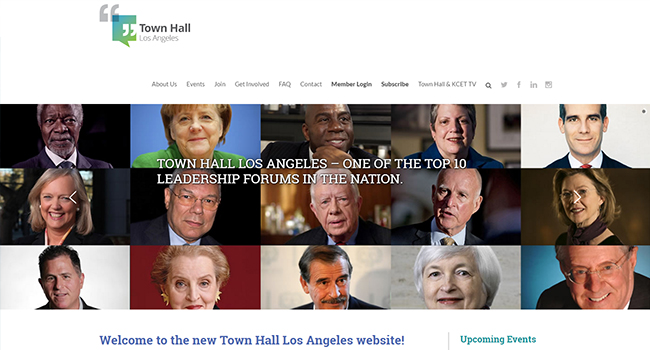 Town Hall
Los Angeles
About Us Events Join Get Involved FAQ Contact Member Login Subscribe Town Hall & KCET TV
TOWN HALL LOS ANGELES – ONE OF THE TOP 10
LEADERSHIP FORUMS IN THE NATION.
Welcome to the new Town Hall Los Angeles website!
Upcoming Events